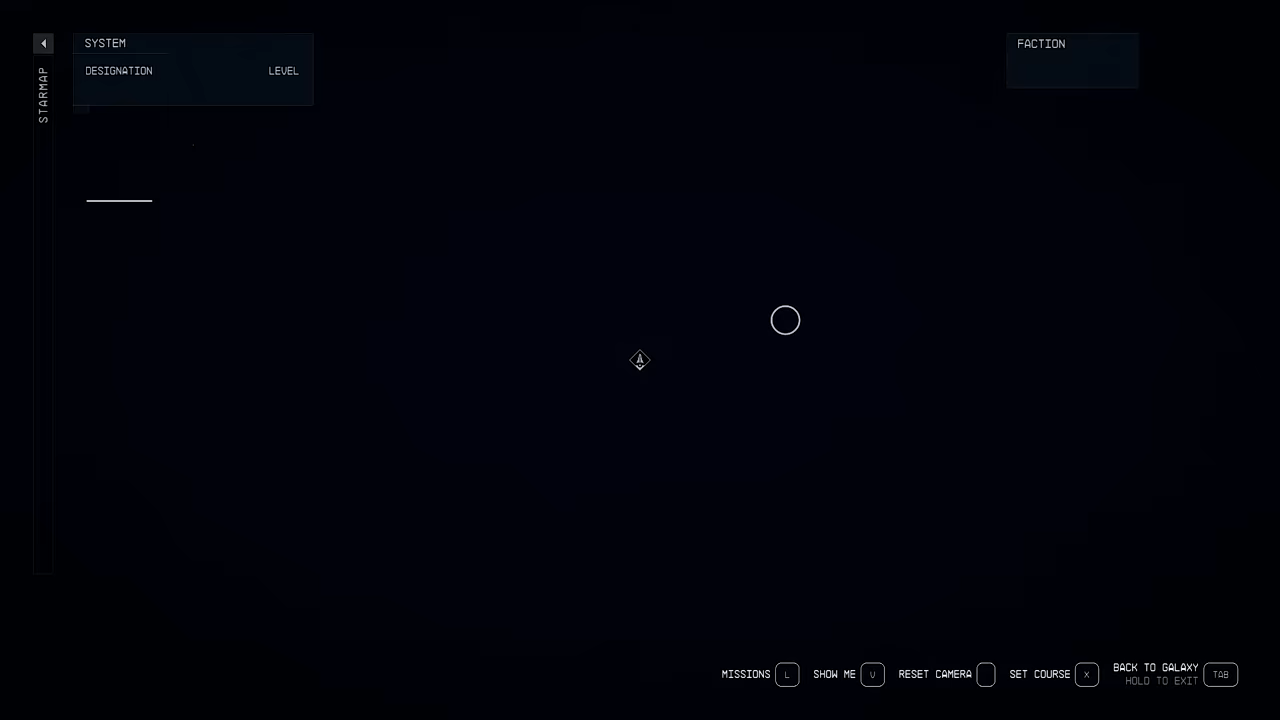 SYSTEM
DESIGNATION LEVEL
FACTION
STARMAP
MISSIONS L SHOW ME V RESET CAMERA SET COURSE X BACK TO GALAXY TAB
HOLD TO EXIT